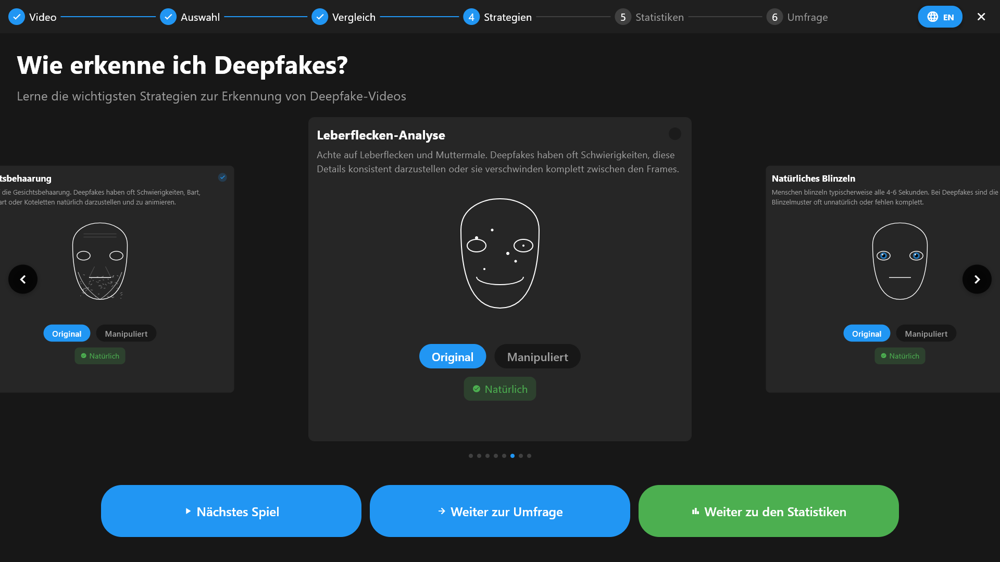 Video
Auswahl
Vergleich
4 Strategien
5 Statistiken
6 Umfrage
EN
Wie erkenne ich Deepfakes?
Lerne die wichtigsten Strategien zur Erkennung von Deepfake-Videos
Leberflecken-Analyse
Achte auf Leberflecken und Muttermale. Deepfakes haben oft Schwierigkeiten, diese
Details konsistent darzustellen oder sie verschwinden komplett zwischen den Frames.
Original
Manipuliert
Natürlich
tsbehaarung
die Gesichtsbehaarung. Deepfakes haben oft Schwierigkeiten, Bart,
art oder Koteletten natürlich darzustellen und zu animieren.
Original
Manipuliert
Natürlich
Natürliches Blinzeln
Menschen blinzeln typischerweise alle 4-6 Sekunden. Bei Deepfakes sind die
Blinzelmuster oft unnatürlich oder fehlen komplett.
Original
Manipuliert
Natürlich
Nächstes Spiel
Weiter zur Umfrage
Weiter zu den Statistiken